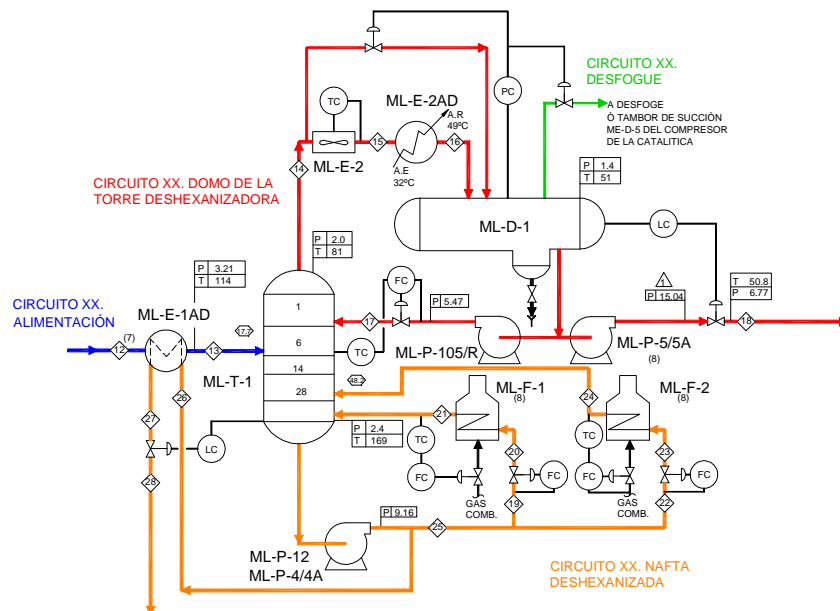 CIRCUITO XX.
DESFOGUE
PC
A DESFOGE
Ó TAMBOR DE SUCCIÒN
ME-D-5 DEL COMPRESOR
DE LA CATALITICA
TC
ML-E-2AD
A.R
49ºC
15
16
ML-E-2
A.E
32ºC
14
P 1.4
T 51
CIRCUITO XX. DOMO DE LA
TORRE DESHEXANIZADORA
ML-D-1
LC
P 2.0
T 81
P 3.21
T 114
FC
1
P 15.04
T 50.8
P 6.77
CIRCUITO XX.
ALIMENTACIÓN
ML-E-1AD
(7)
12
13
17.7
1
6
14
28
17
P 5.47
18
TC
ML-P-105/R
ML-P-5/5A
(8)
ML-T-1
48.2
26
ML-F-1
(8)
ML-F-2
(8)
24
21
27
P 2.4
T 169
LC
TC
FC
20
FC
TC
FC
23
FC
28
GAS
COMB.
19
GAS
COMB.
22
P 9.16
25
ML-P-12
ML-P-4/4A
CIRCUITO XX. NAFTA
DESHEXANIZADA